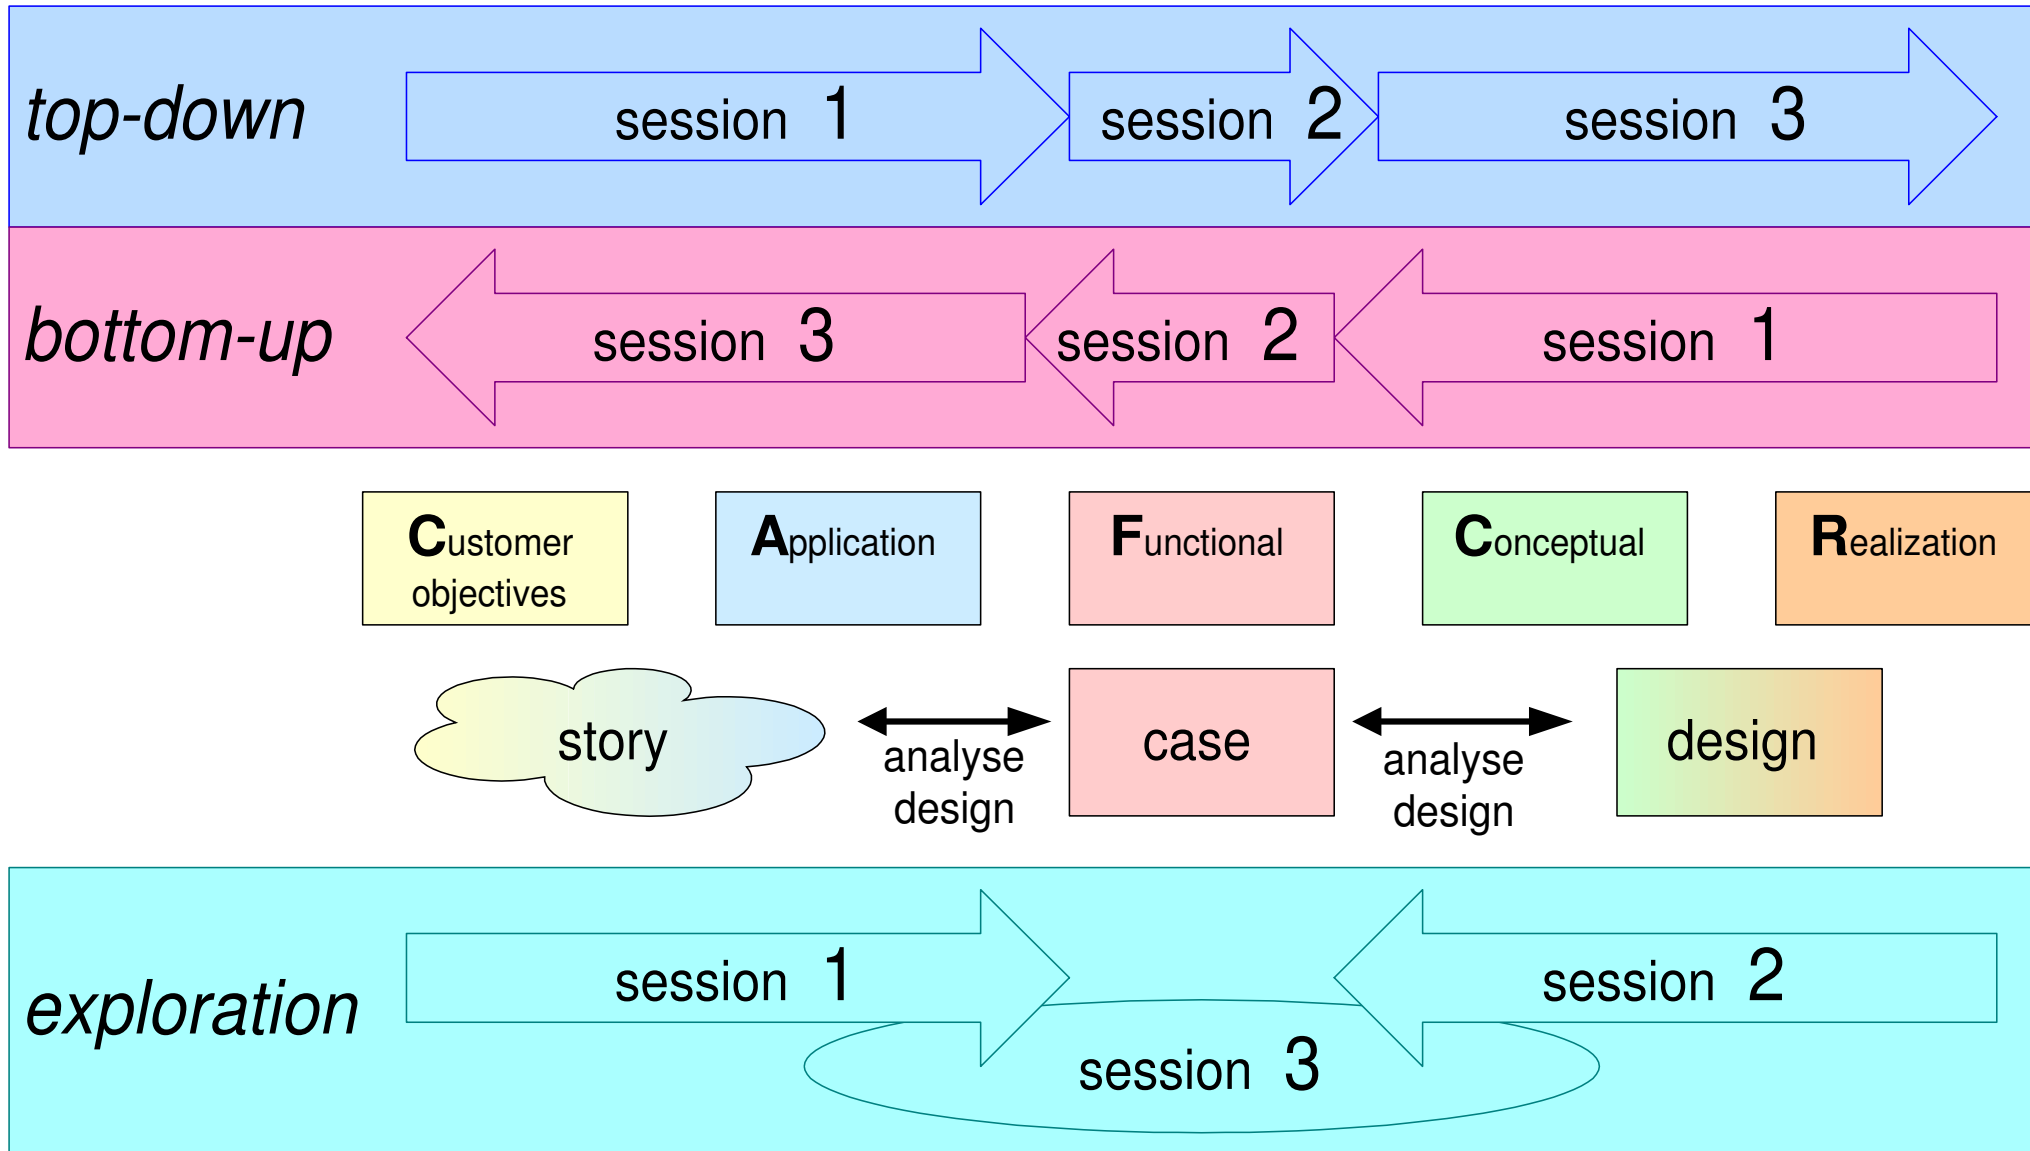 top-down
session 1
session 2
session 3
bottom-up
session 3
session 2
session 1
Customer
objectives
Application
Functional
Conceptual
Realization
story
analyse
design
case
analyse
design
design
exploration
session 1
session 2
session 3